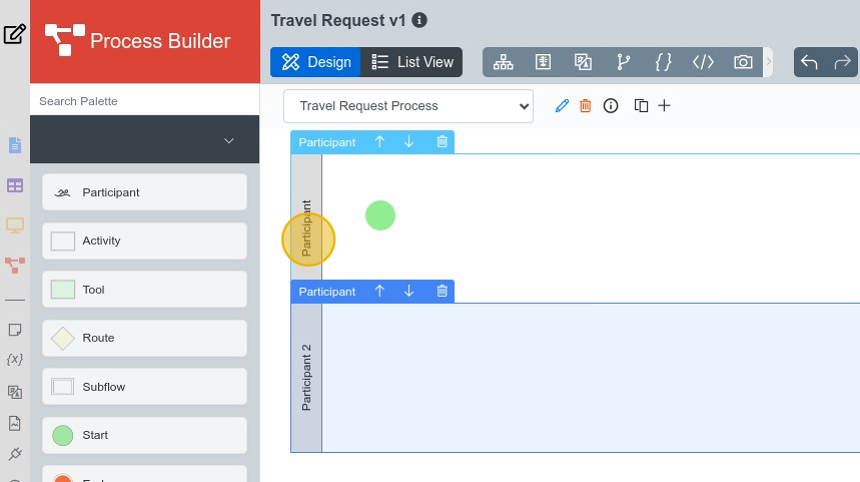 Travel Request v1
Process Builder
Design
List View
Search Palette
Travel Request Process
Participant
Participant
Participant
Activity
Tool
Route
Subflow
Start
Participant
Participant 2
{x}